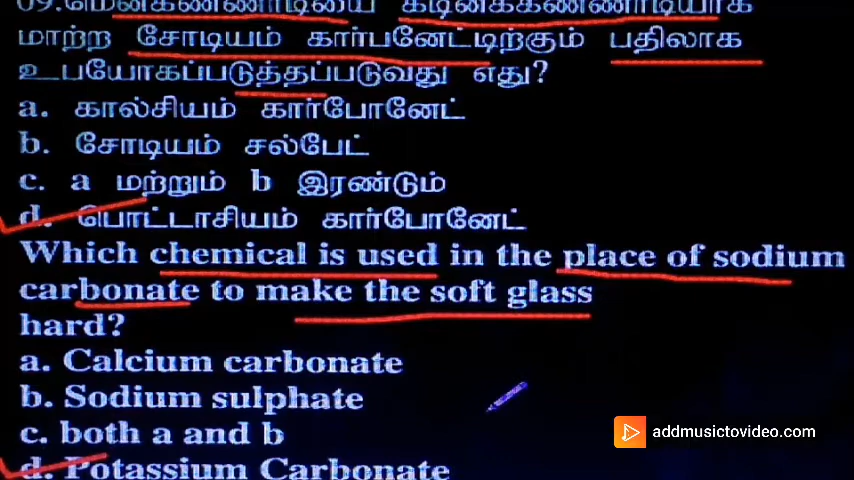 09.மென்கண்ணாடியை கடினக்கண்ணாடியாக
மாற்ற சோடியம் கார்பனேட்டிற்கும் பதிலாக
உபயோகப்படுத்தப்படுவது எது?
a. கால்சியம் கார்போனேட்
b. சோடியம் சல்பேட்
c. a மற்றும் b இரண்டும்
d. பொட்டாசியம் கார்போனேட்
Which chemical is used in the place of sodium
carbonate to make the soft glass
hard?
a. Calcium carbonate
b. Sodium sulphate
c. both a and b
d. Potassium Carbonate
addmusictovideo.com